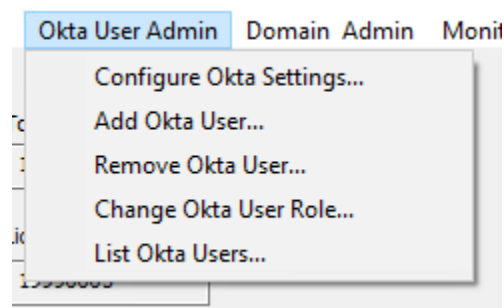 Okta User Admin Domain Admin
Configure Okta Settings...
Add Okta User...
Remove Okta User...
Change Okta User Role...
List Okta Users...